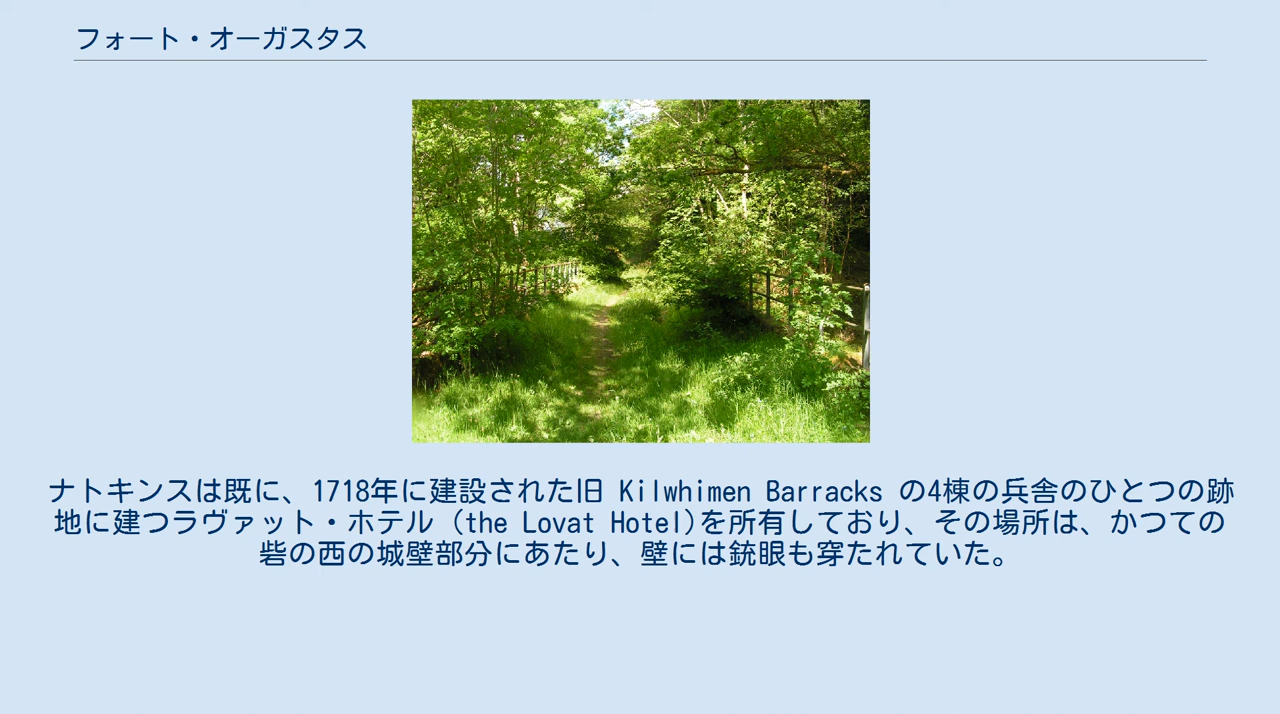 フォート・オーガスタス
ナトキンスは既に、1718年に建設された旧 Kilwhimen Barracks の4棟の兵舎のひとつの跡
地に建つラヴァット・ホテル (the Lovat Hotel)を所有しており、その場所は、かつての
砦の西の城壁部分にあたり、壁には銃眼も穿たれていた。